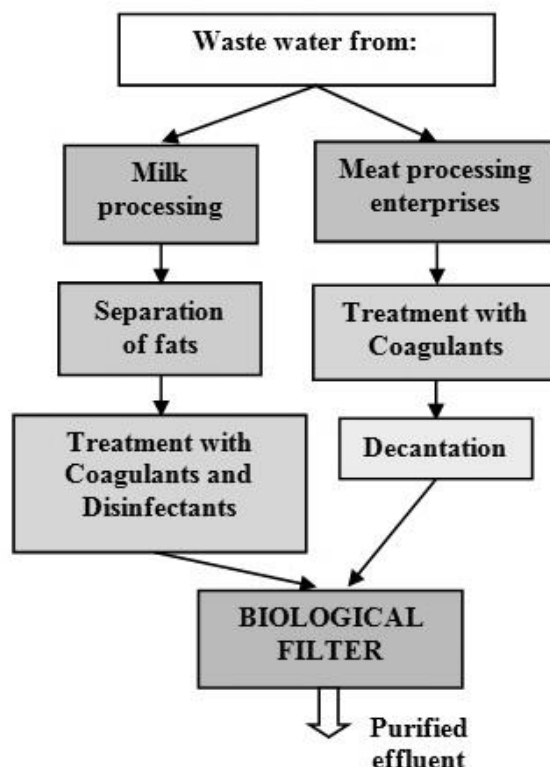 Waste water from:
Milk
processing
Meat processing
enterprises
Separation
of fats
Treatment with
Coagulants
Treatment with
Coagulants and
Disinfectants
Decantation
BIOLOGICAL
FILTER
Purified
effluent